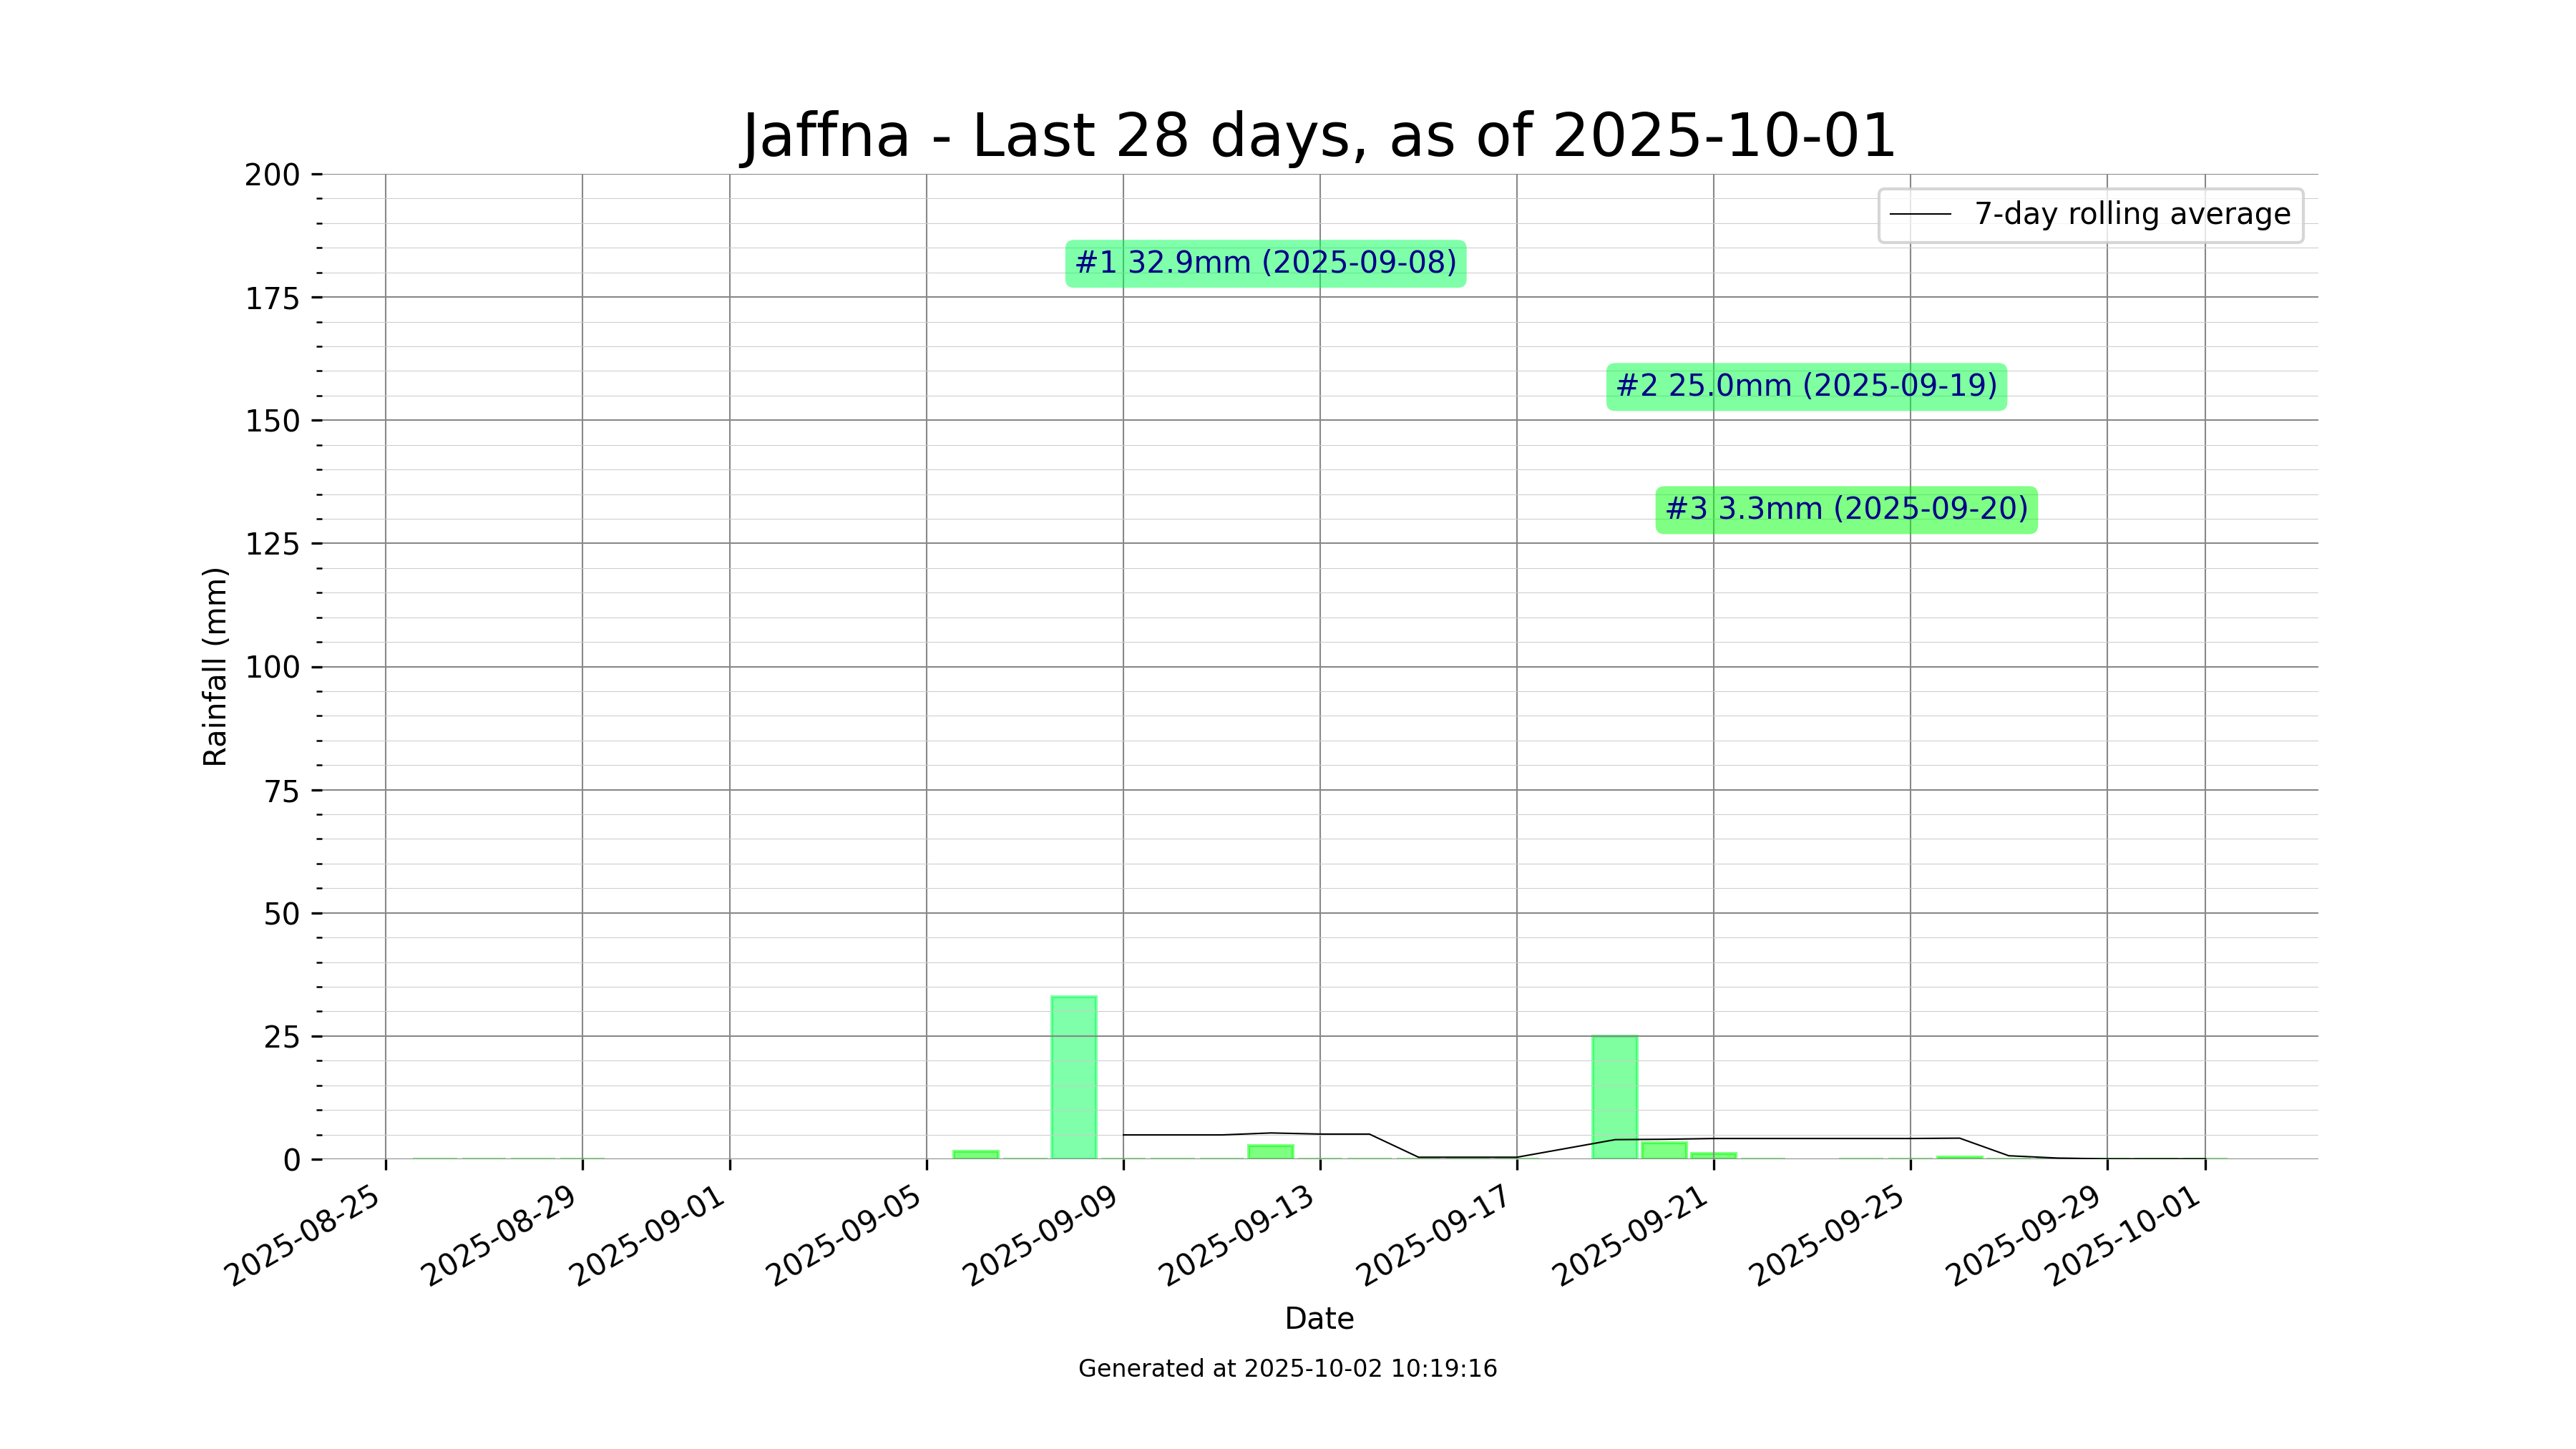 Jaffna - Last 28 days, as of 2025-10-01
7-day rolling average
#1 32.9mm (2025-09-08)
#2 25.0mm (2025-09-19)
#3 3.3mm (2025-09-20)
Rainfall (mm)
200
175
150
125
100
75
50
25
0
2025-08-25
2025-08-29
2025-09-01
2025-09-05
2025-09-09
2025-09-13
2025-09-17
2025-09-21
2025-09-25
2025-09-29
2025-10-01
Date
Generated at 2025-10-02 10:19:16